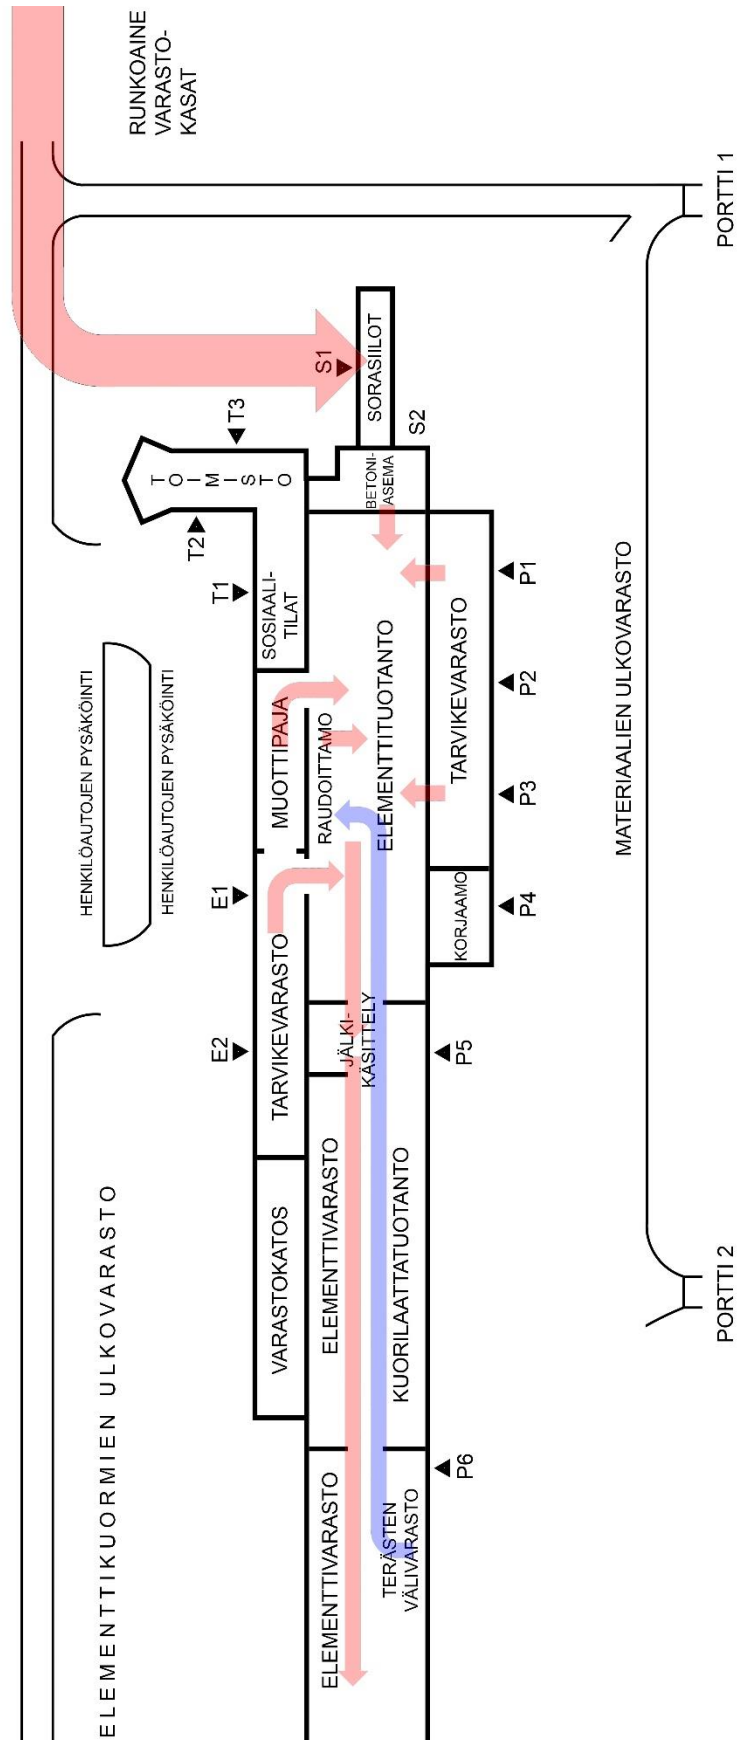 RUNKOAINE
VARASTO-
KASAT
PORTTI 1
S1
SORASIILOT
S2
T3
TOIMISTO
BETONI-
ASEMA
T2
T1
SOSIAALI-
TILAT
P1
HENKILÖAUTOJEN PYSÄKÖINTI
HENKILÖAUTOJEN PYSÄKÖINTI
MUOTTIPAJA
RAUDOITTAMO
ELEMENTTITUOTANTO
TARVIKEVARASTO
P2
P3
MATERIAALIEN ULKOVARASTO
E1
KORJAAMO
P4
E2
TARVIKEVARASTO
JÄLKI-
KÄSITTELY
P5
ELEMENTTIKUORMIEN ULKOVARASTO
VARASTOKATOS
ELEMENTTIVARASTO
KUORILAATTATUOTANTO
PORTTI 2
P6
ELEMENTTIVARASTO
TERÄSTEN
VÄLIVARASTO